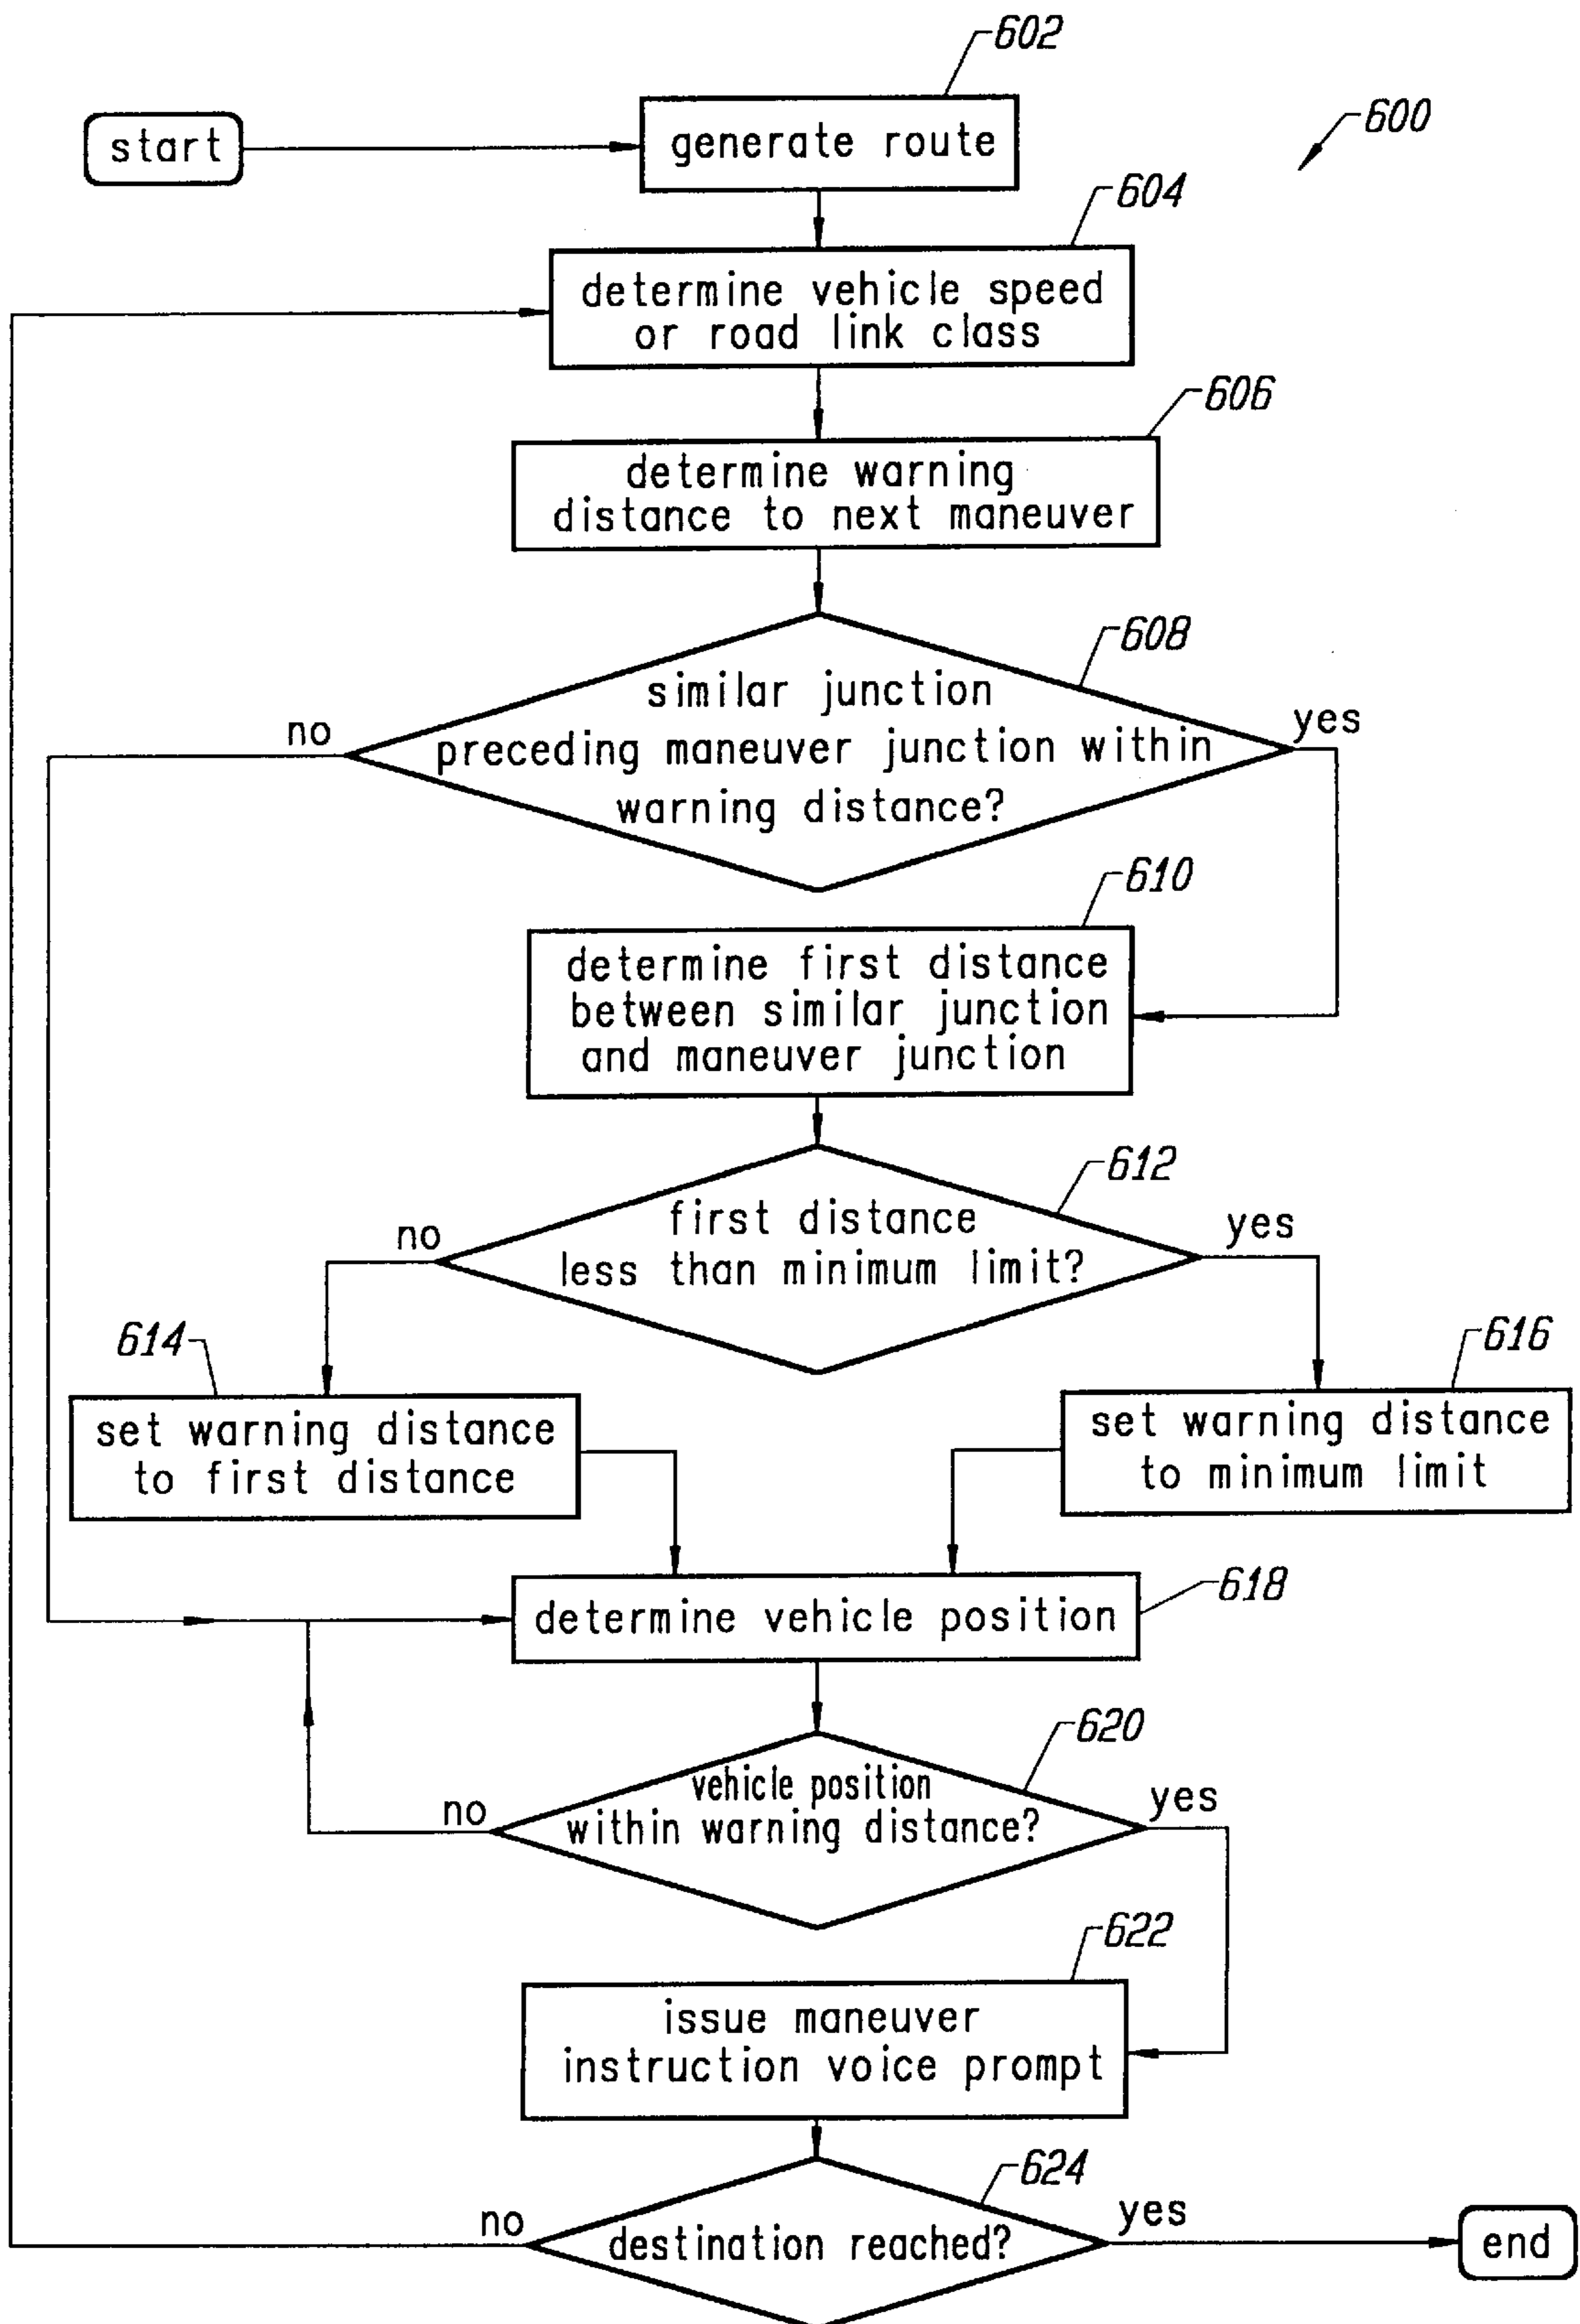 602
start
generate route
600
604
determine vehicle speed
or road link class
606
determine warning
distance to next maneuver
608
similar junction
no
yes
preceding maneuver junction within
warning distance?
610
determine first distance
between similar junction
and maneuver junction
612
first distance
no
yes
less than minimum limit?
614
616
set warning distance
to first distance
set warning distance
to minimum limit
618
determine vehicle position
620
vehicle position
no
yes
within warning distance?
622
issue maneuver
instruction voice prompt
624
no
yes
destination reached?
end